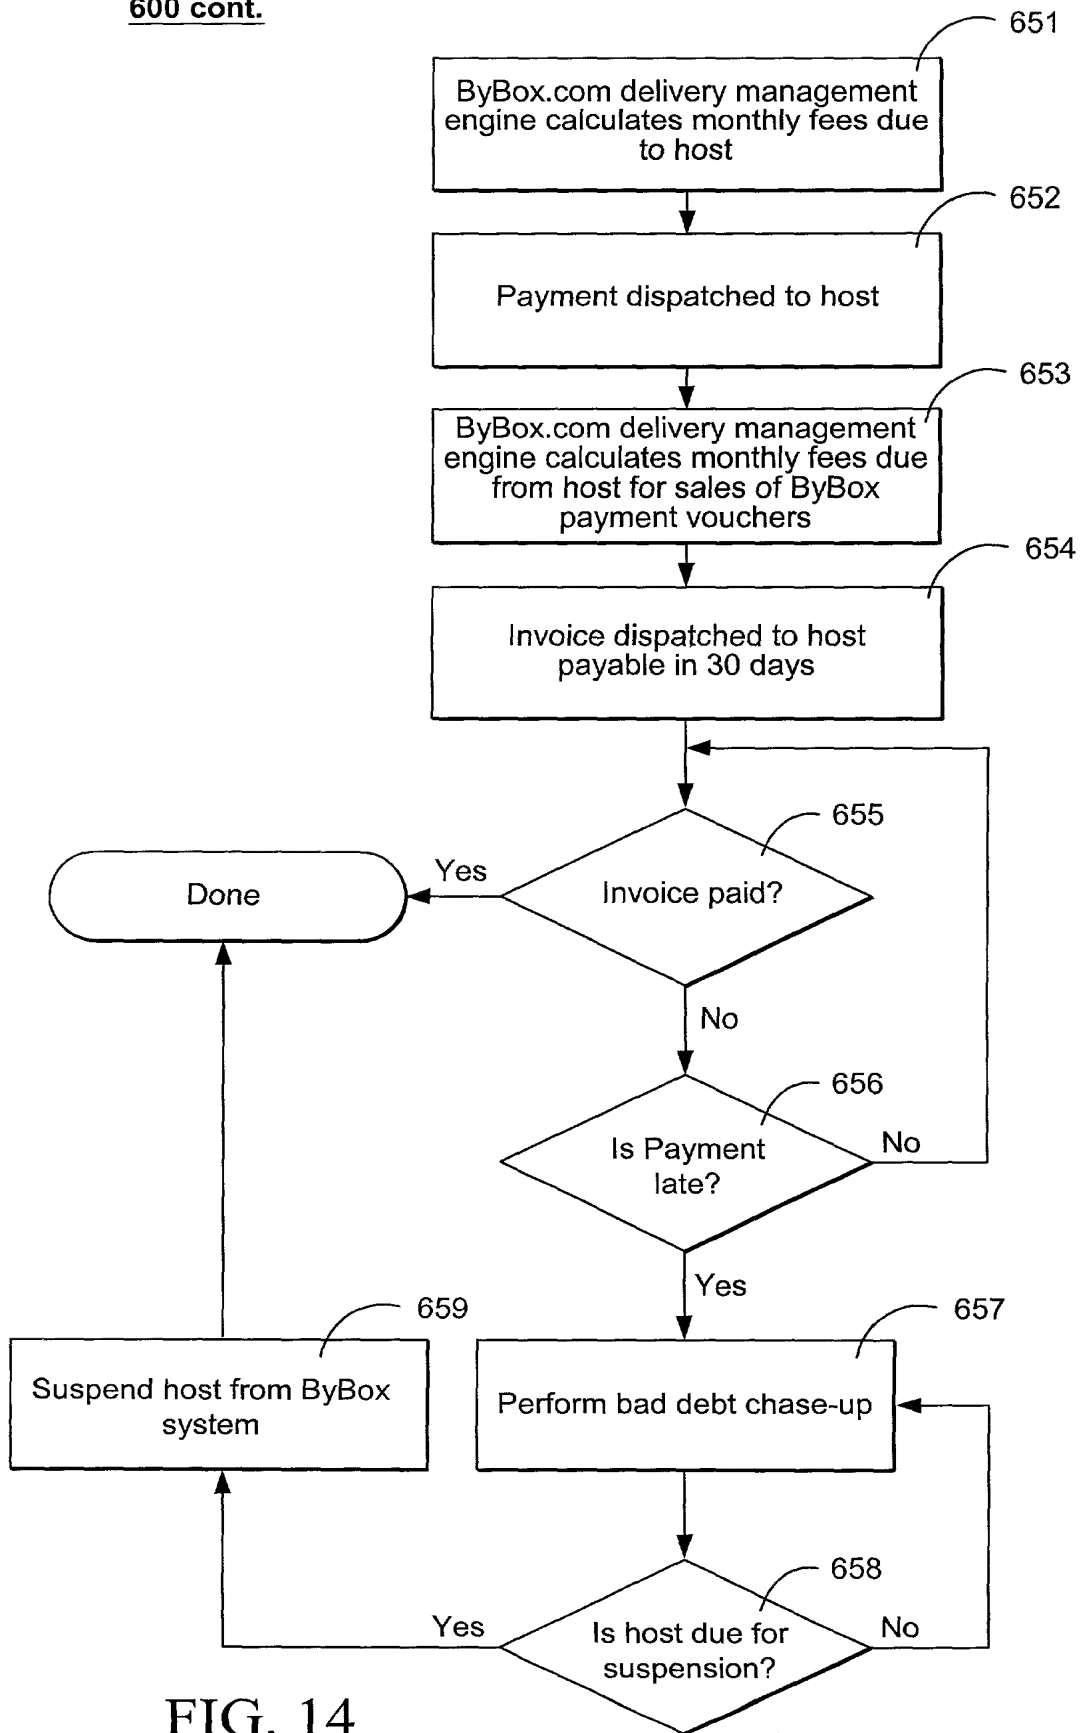 600 cont.
651
ByBox.com delivery management
engine calculates monthly fees due
to host
652
Payment dispatched to host
653
ByBox.com delivery management
engine calculates monthly fees due
from host for sales of ByBox
payment vouchers
654
Invoice dispatched to host
payable in 30 days
655
Invoice paid?
Yes
Done
No
656
Is Payment
late?
No
Yes
657
Perform bad debt chase-up
659
Suspend host from ByBox
system
658
Is host due for
suspension?
Yes
No
FIG. 14